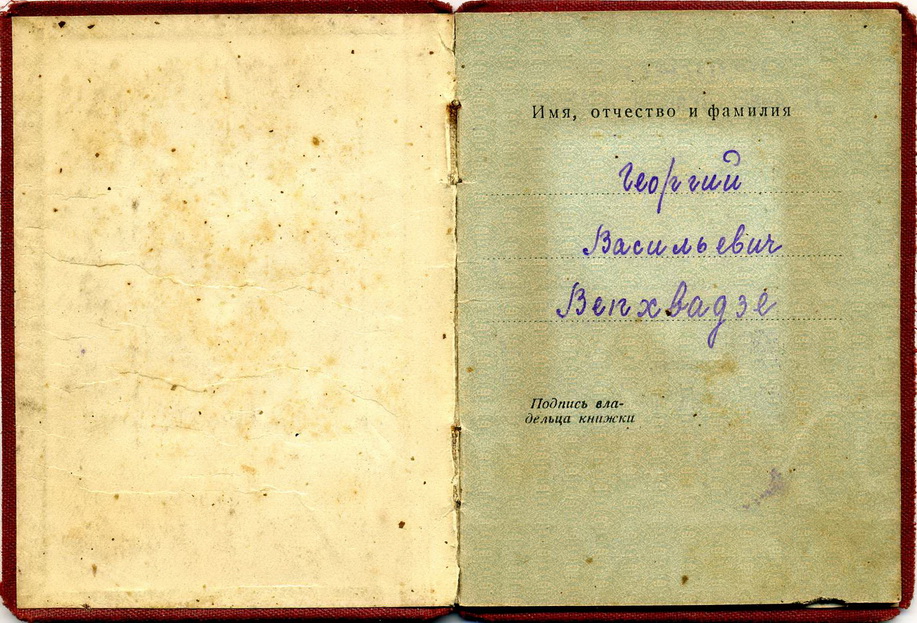 Имя, отчество и фамилия
Георгий
Васильевич
Вепхвадзе
Подпись вла-
дельца книжки